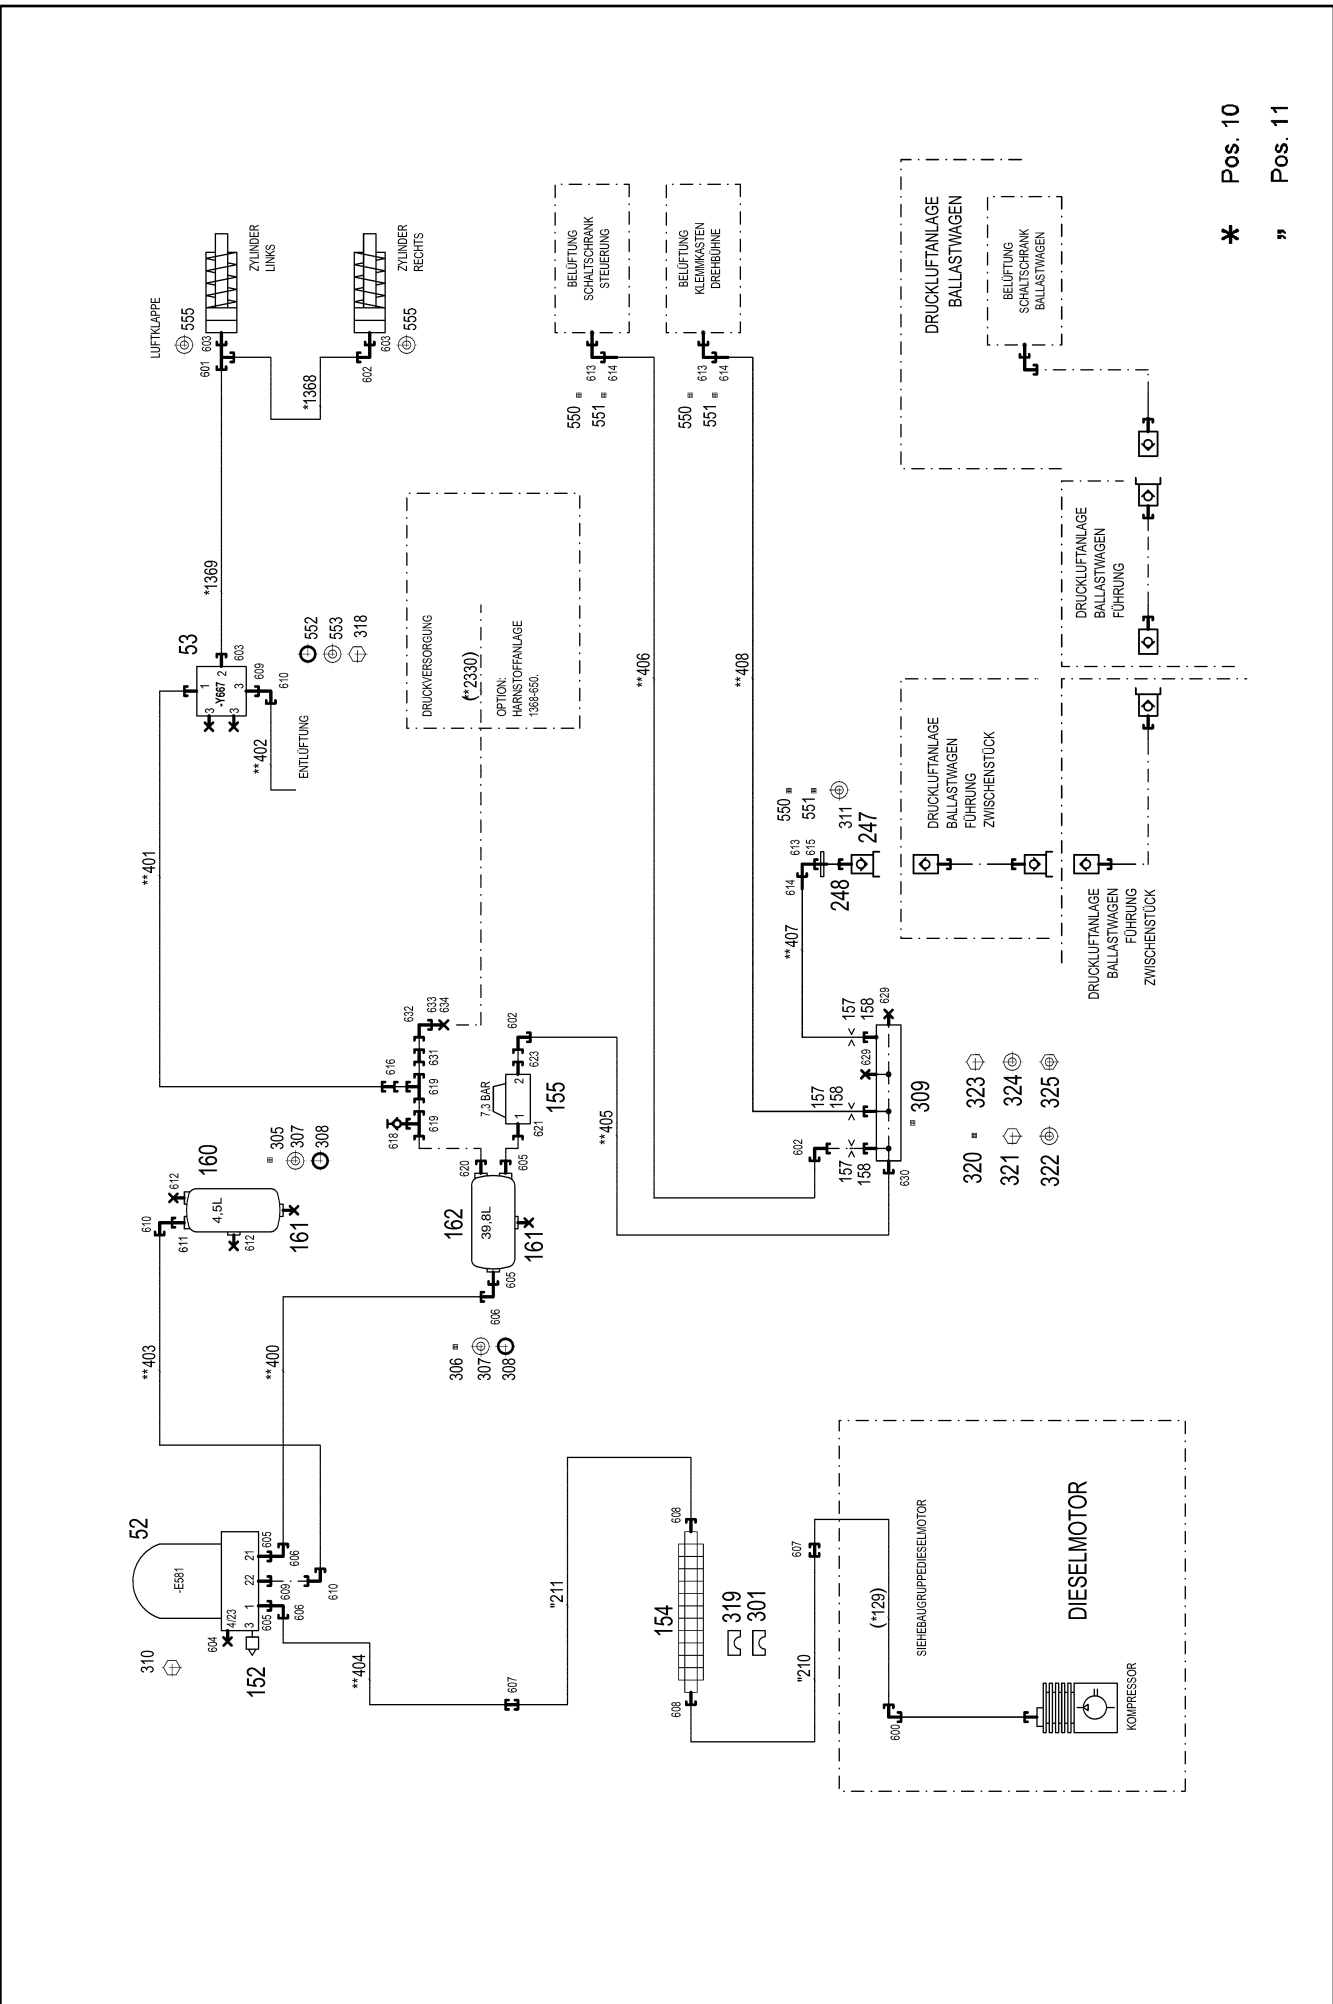 310
604
152
52
-E581
4/23
3
1
22
21
605
606
609
610
605
606
**404
**403
**400
607
"211
608
154
608
319
301
"210
607
(*129)
SIEHEBAUGRUPPEDIESELMOTOR
DIESELMOTOR
600
KOMPRESSOR
610
611
612
612
4,5L
160
161
305
307
308
162
39,8L
161
605
606
306
307
308
620
605
618
619
619
616
631
632
633
634
7,3 BAR
1
2
621
623
602
155
**405
**401
53
-Y667
1
2
3
3
3
603
609
610
**402
ENTLÜFTUNG
552
553
318
*1369
LUFTKLAPPE
555
601
603
ZYLINDER
LINKS
*1368
602
603
555
ZYLINDER
RECHTS
DRUCKVERSORGUNG
(**2330)
OPTION:
HARNSTOFFANLAGE
1368-650.
BELÜFTUNG
SCHALTSCHRANK
STEUERUNG
613
614
550
551
BELÜFTUNG
KLEMMKASTEN
DREHBÜHNE
613
614
550
551
**406
**408
602
157
158
157
158
157
158
629
629
630
309
320
321
322
323
324
325
**407
614
613
615
550
551
311
248
247
DRUCKLUFTANLAGE
BALLASTWAGEN
FÜHRUNG
ZWISCHENSTÜCK
DRUCKLUFTANLAGE
BALLASTWAGEN
FÜHRUNG
ZWISCHENSTÜCK
DRUCKLUFTANLAGE
BALLASTWAGEN
FÜHRUNG
DRUCKLUFTANLAGE
BALLASTWAGEN
BELÜFTUNG
SCHALTSCHRANK
BALLASTWAGEN
* Pos. 10
" Pos. 11